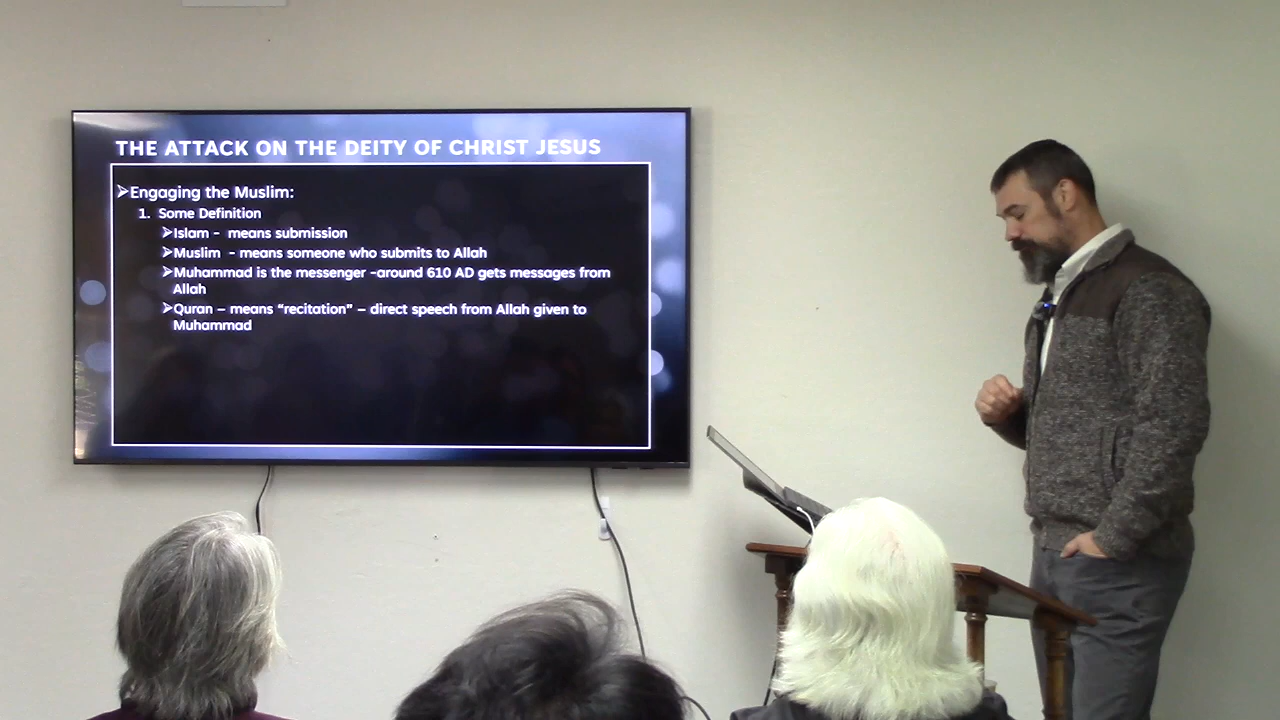 THE ATTACK ON THE DEITY OF CHRIST JESUS
➢Engaging the Muslim:
1. Some Definition
➢Islam - means submission
➢Muslim - means someone who submits to Allah
➢Muhammad is the messenger -around 610 AD gets messages from
Allah
➢Quran – means “recitation” – direct speech from Allah given to
Muhammad